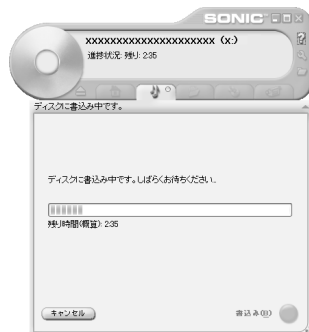 SONIC
xxxxxxxxxxxxxxxxxxxxxx (x:)
進捗状況: 残り: 2:35
ディスクに書込み中です。
ディスクに書込み中です。しばらくお待ちください...
残り時間(概算): 2:35
キャンセル
書込み(W)